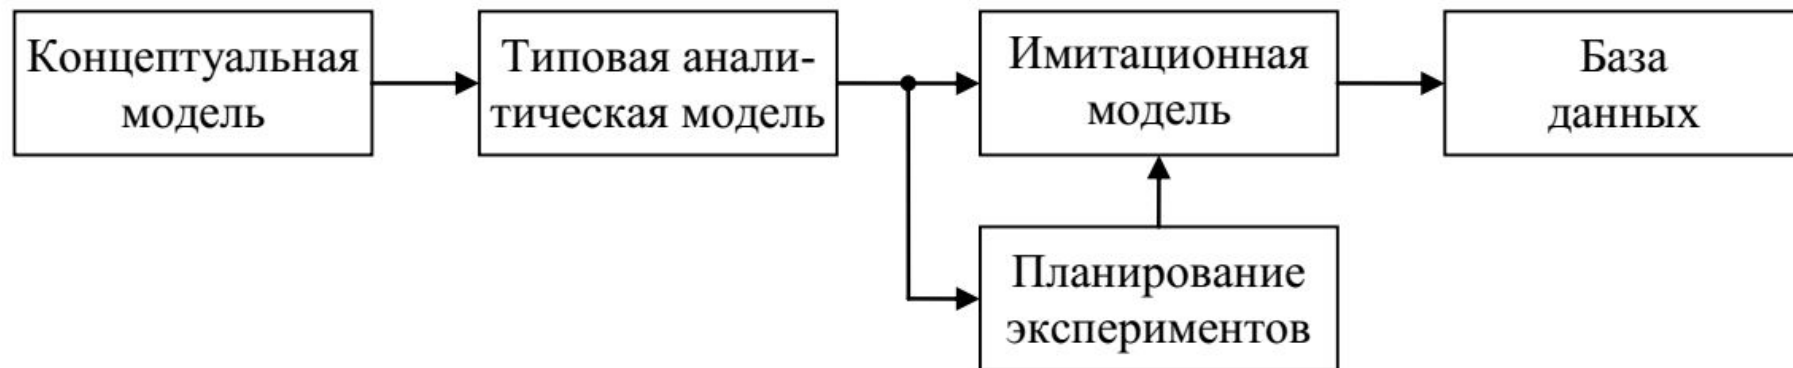 Концептуальная
модель
Типовая анали-
тическая модель
Имитационная
модель
База
данных
Планирование
экспериментов